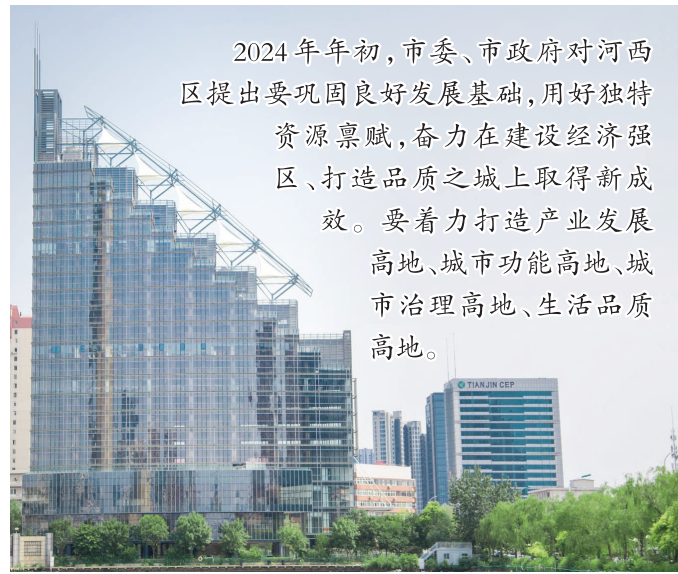 2024年年初,市委、市政府对河西
区提出要巩固良好发展基础,用好独特
资源禀赋,奋力在建设经济强
区、打造品质之城上取得新成
效。要着力打造产业发展
高地、城市功能高地、城
市治理高地、生活品质
高地。
TIANJIN CEP